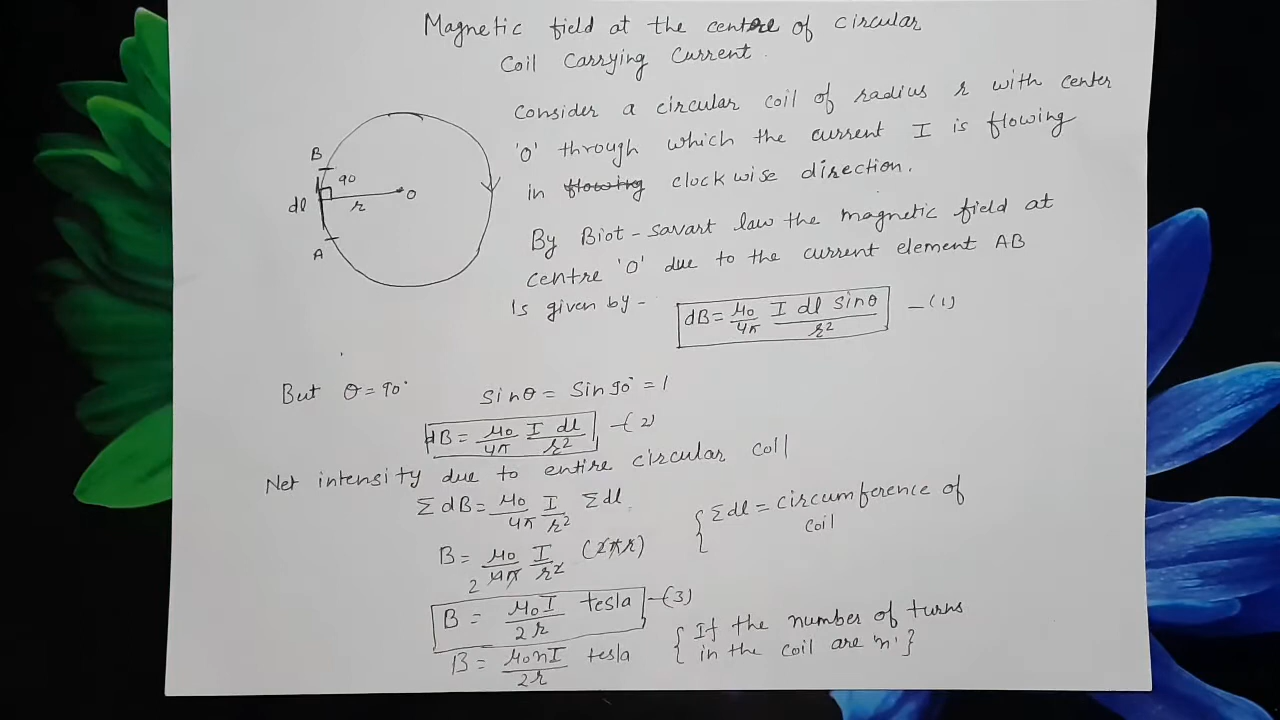 Magnetic field at the centre of circular
Coil Carrying Current.
Consider a circular coil of radius r with center
'O' through which the current I is flowing
in flowing clockwise direction.
B
90
dl
r
O
A
By Biot-savart law the magnetic field at
centre 'O' due to the current element AB
is given by -
dB = μ₀/4π I dl sinθ/r² —(1)
But θ = 90° sinθ = Sin90° = 1
dB = μ₀/4π I dl/r² —(2)
Net intensity due to entire circular coil
Σ dB = μ₀/4π I/r² Σdl
{Σdl = circumference of
coil
B = μ₀/4π I/r² (2πr)
2
B = μ₀I/2r tesla —(3)
B = μ₀nI/2r tesla
{If the number of turns
in the coil are 'n'}